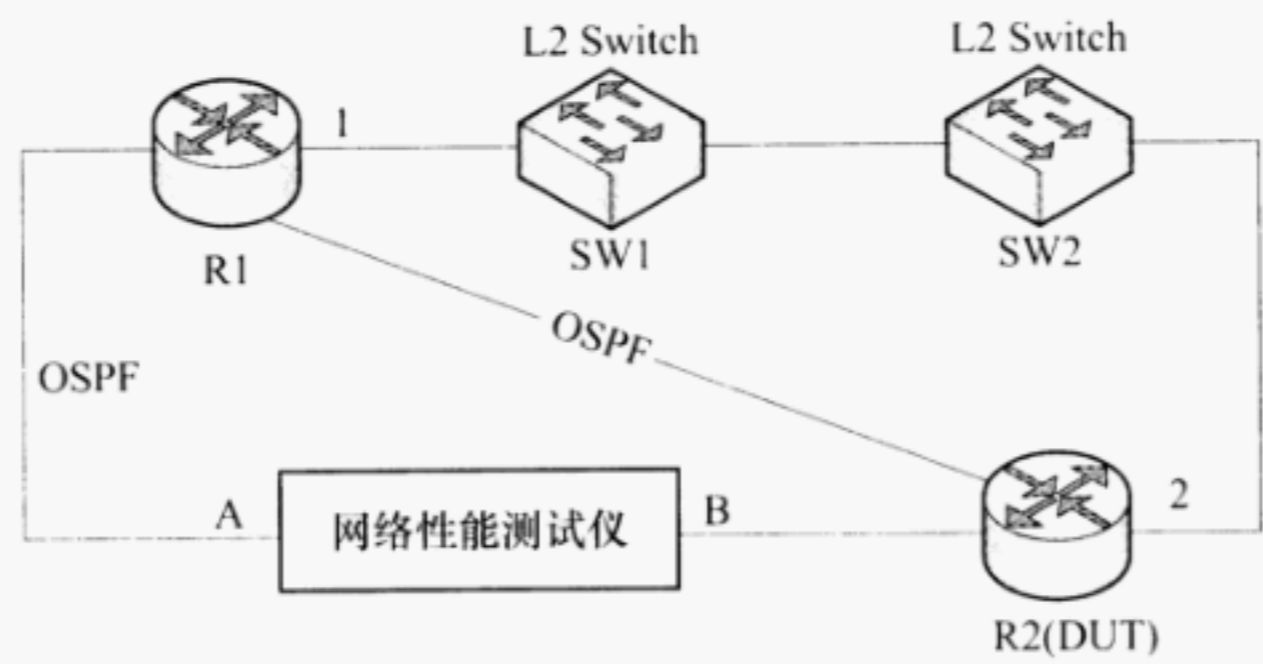 L2 Switch
L2 Switch
1
R1
SW1
SW2
OSPF
OSPF
A
网络性能测试仪
B
2
R2(DUT)